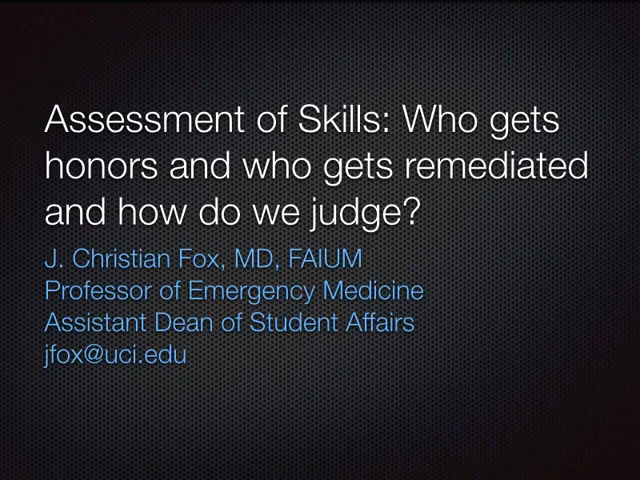 Assessment of Skills: Who gets
honors and who gets remediated
and how do we judge?
J. Christian Fox, MD, FAIUM
Professor of Emergency Medicine
Assistant Dean of Student Affairs
jfox@uci.edu